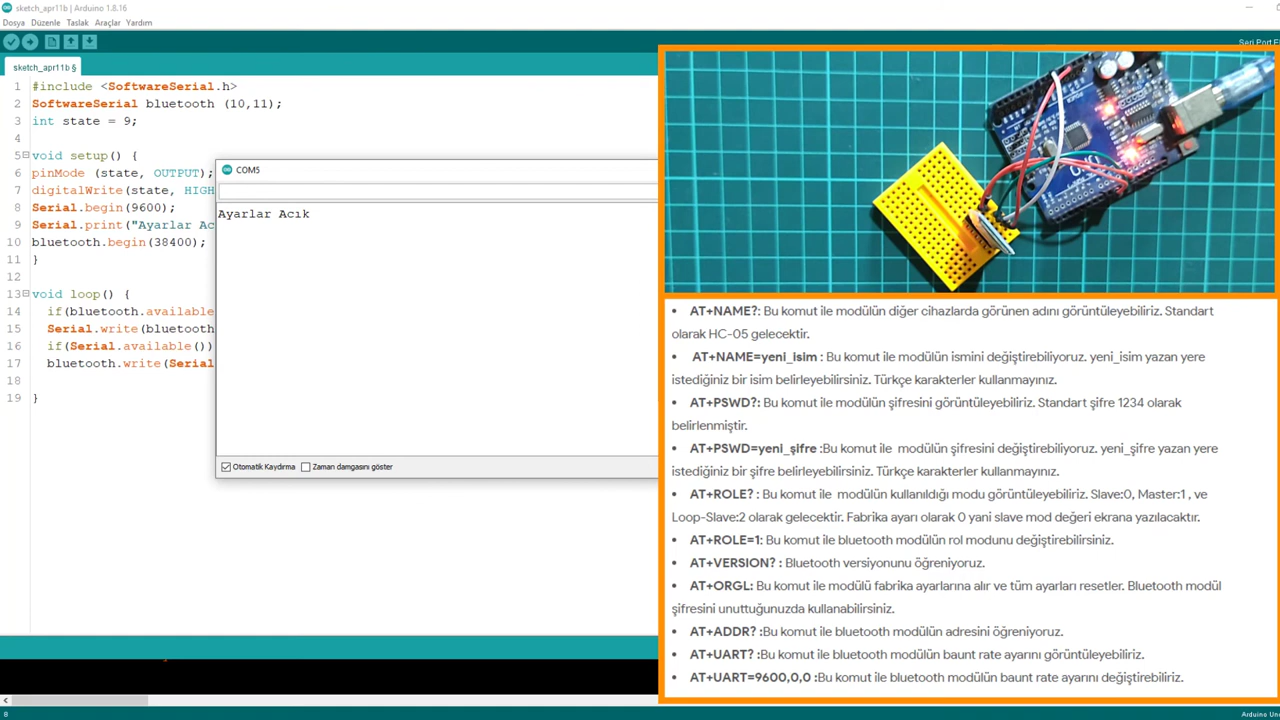 sketch_apr11b | Arduino 1.8.16
Dosya Düzenle Taslak Araçlar Yardım
Seri Port E
sketch_apr11b §
1 #include <SoftwareSerial.h>
2 SoftwareSerial bluetooth (10,11);
3 int state = 9;
4
5 void setup() {
6 pinMode (state, OUTPUT);
7 digitalWrite(state, HIGH
8 Serial.begin(9600);
9 Serial.print("Ayarlar Ac
10 bluetooth.begin(38400);
11 }
12
13 void loop() {
14 if(bluetooth.available
15 Serial.write(bluetooth
16 if(Serial.available())
17 bluetooth.write(Serial
18
19 }
COM5
Ayarlar Acık
Otomatik Kaydırma Zaman damgasını göster
• AT+NAME?: Bu komut ile modülün diğer cihazlarda görünen adını görüntüleyebiliriz. Standart
olarak HC-05 gelecektir.
• AT+NAME=yeni_isim : Bu komut ile modülün ismini değiştirebiliyoruz. yeni_isim yazan yere
istediğiniz bir isim belirleyebilirsiniz. Türkçe karakterler kullanmayınız.
• AT+PSWD?: Bu komut ile modülün şifresini görüntüleyebiliriz. Standart şifre 1234 olarak
belirlenmiştir.
• AT+PSWD=yeni_şifre :Bu komut ile modülün şifresini değiştirebiliyoruz. yeni_şifre yazan yere
istediğiniz bir şifre belirleyebilirsiniz. Türkçe karakterler kullanmayınız.
• AT+ROLE? : Bu komut ile modülün kullanıldığı modu görüntüleyebiliriz. Slave:0, Master:1 , ve
Loop-Slave:2 olarak gelecektir. Fabrika ayarı olarak 0 yani slave mod değeri ekrana yazılacaktır.
• AT+ROLE=1: Bu komut ile bluetooth modülün rol modunu değiştirebilirsiniz.
• AT+VERSION? : Bluetooth versiyonunu öğreniyoruz.
• AT+ORGL: Bu komut ile modülü fabrika ayarlarına alır ve tüm ayarları resetler. Bluetooth modül
şifresini unuttuğunuzda kullanabilirsiniz.
• AT+ADDR? :Bu komut ile bluetooth modülün adresini öğreniyoruz.
• AT+UART? :Bu komut ile bluetooth modülün baunt rate ayarını görüntüleyebiliriz.
• AT+UART=9600,0,0 :Bu komut ile bluetooth modülün baunt rate ayarını değiştirebiliriz.
8
Arduino Un